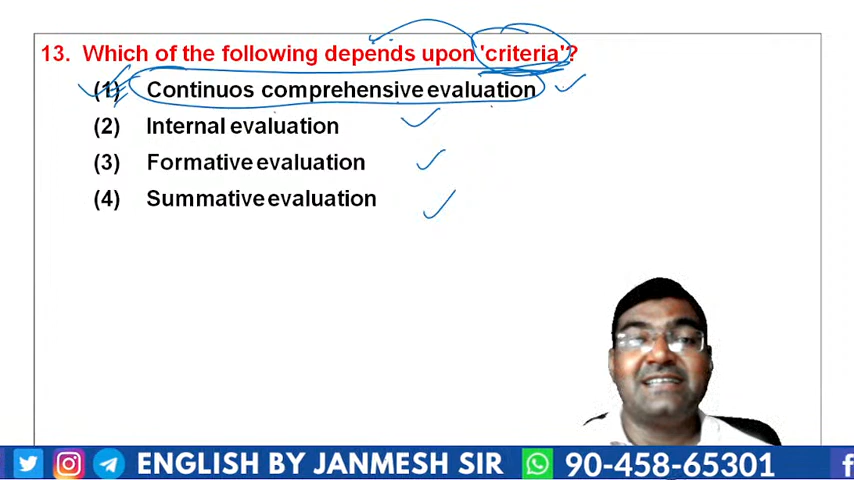 13. Which of the following depends upon 'criteria'?
(1) Continuos comprehensive evaluation
(2) Internal evaluation
(3) Formative evaluation
(4) Summative evaluation
ENGLISH BY JANMESH SIR 90-458-65301